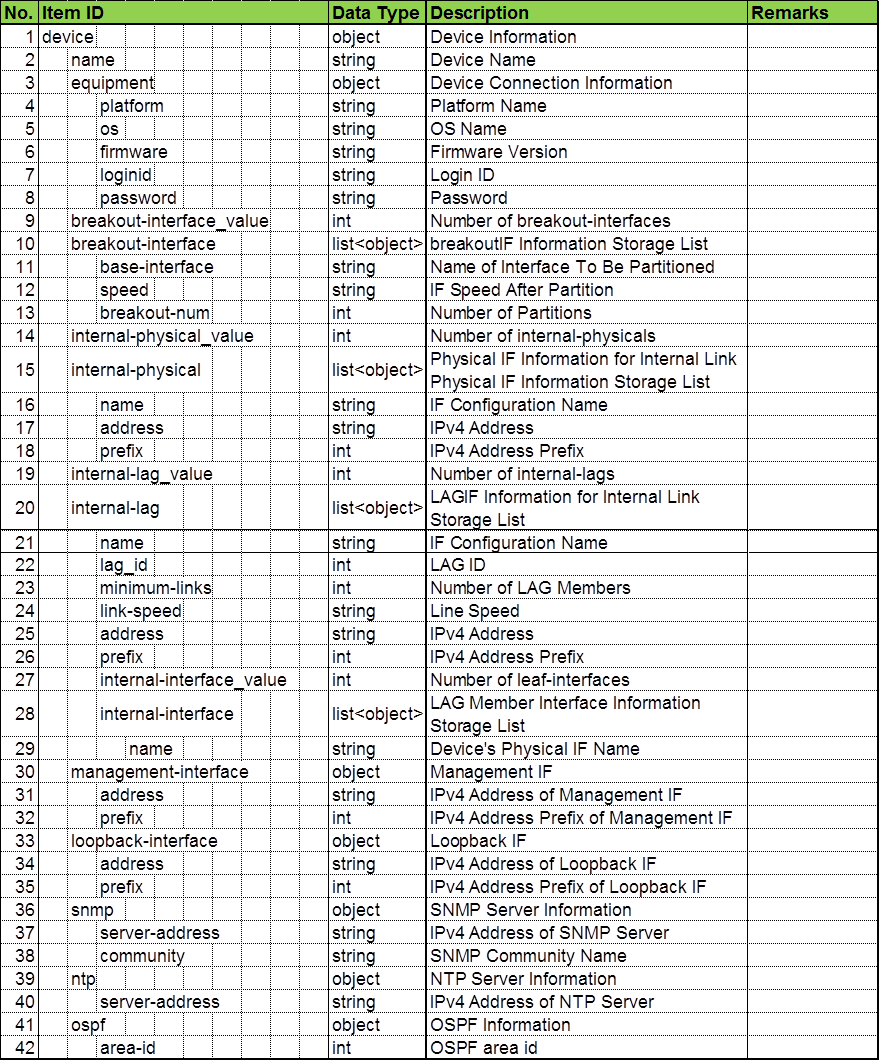 No. Item ID Data Type Description Remarks
1 device object Device Information
2 name string Device Name
3 equipment object Device Connection Information
4 platform string Platform Name
5 os string OS Name
6 firmware string Firmware Version
7 loginid string Login ID
8 password string Password
9 breakout-interface_value int Number of breakout-interfaces
10 breakout-interface list<object> breakoutIF Information Storage List
11 base-interface string Name of Interface To Be Partitioned
12 speed string IF Speed After Partition
13 breakout-num int Number of Partitions
14 internal-physical_value int Number of internal-physicals
15 internal-physical list<object> Physical IF Information for Internal Link
Physical IF Information Storage List
16 name string IF Configuration Name
17 address string IPv4 Address
18 prefix int IPv4 Address Prefix
19 internal-lag_value int Number of internal-lags
20 internal-lag list<object> LAGIF Information for Internal Link
Storage List
21 name string IF Configuration Name
22 lag_id int LAG ID
23 minimum-links int Number of LAG Members
24 link-speed string Line Speed
25 address string IPv4 Address
26 prefix int IPv4 Address Prefix
27 internal-interface_value int Number of leaf-interfaces
28 internal-interface list<object> LAG Member Interface Information
Storage List
29 name string Device's Physical IF Name
30 management-interface object Management IF
31 address string IPv4 Address of Management IF
32 prefix int IPv4 Address Prefix of Management IF
33 loopback-interface object Loopback IF
34 address string IPv4 Address of Loopback IF
35 prefix int IPv4 Address Prefix of Loopback IF
36 snmp object SNMP Server Information
37 server-address string IPv4 Address of SNMP Server
38 community string SNMP Community Name
39 ntp object NTP Server Information
40 server-address string IPv4 Address of NTP Server
41 ospf object OSPF Information
42 area-id int OSPF area id